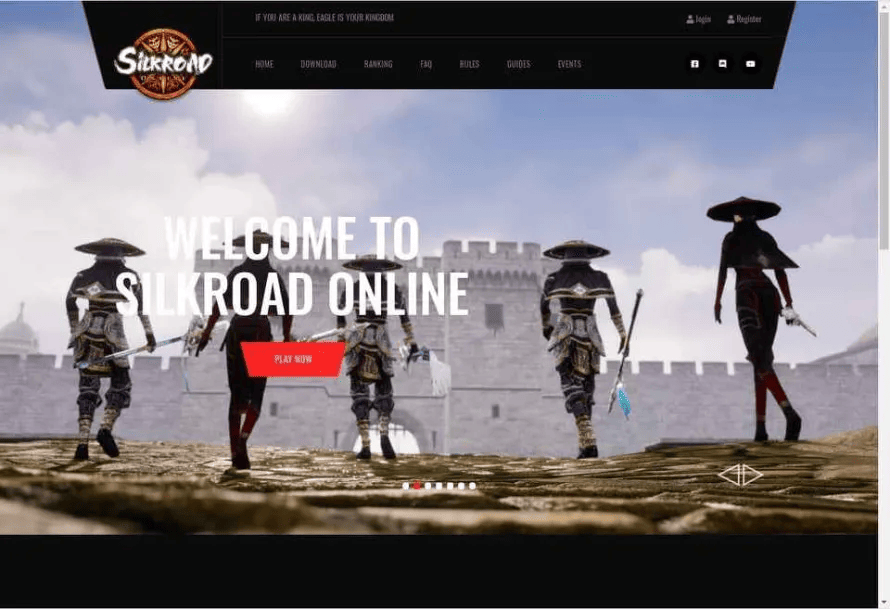 IF YOU ARE A KING, EAGLE IS YOUR KINGDOM
login
Register
SILKROAD
HOME
DOWNLOAD
RANKING
FAQ
RULES
GUIDES
EVENTS
WELCOME TO
SILKROAD ONLINE
PLAY NOW